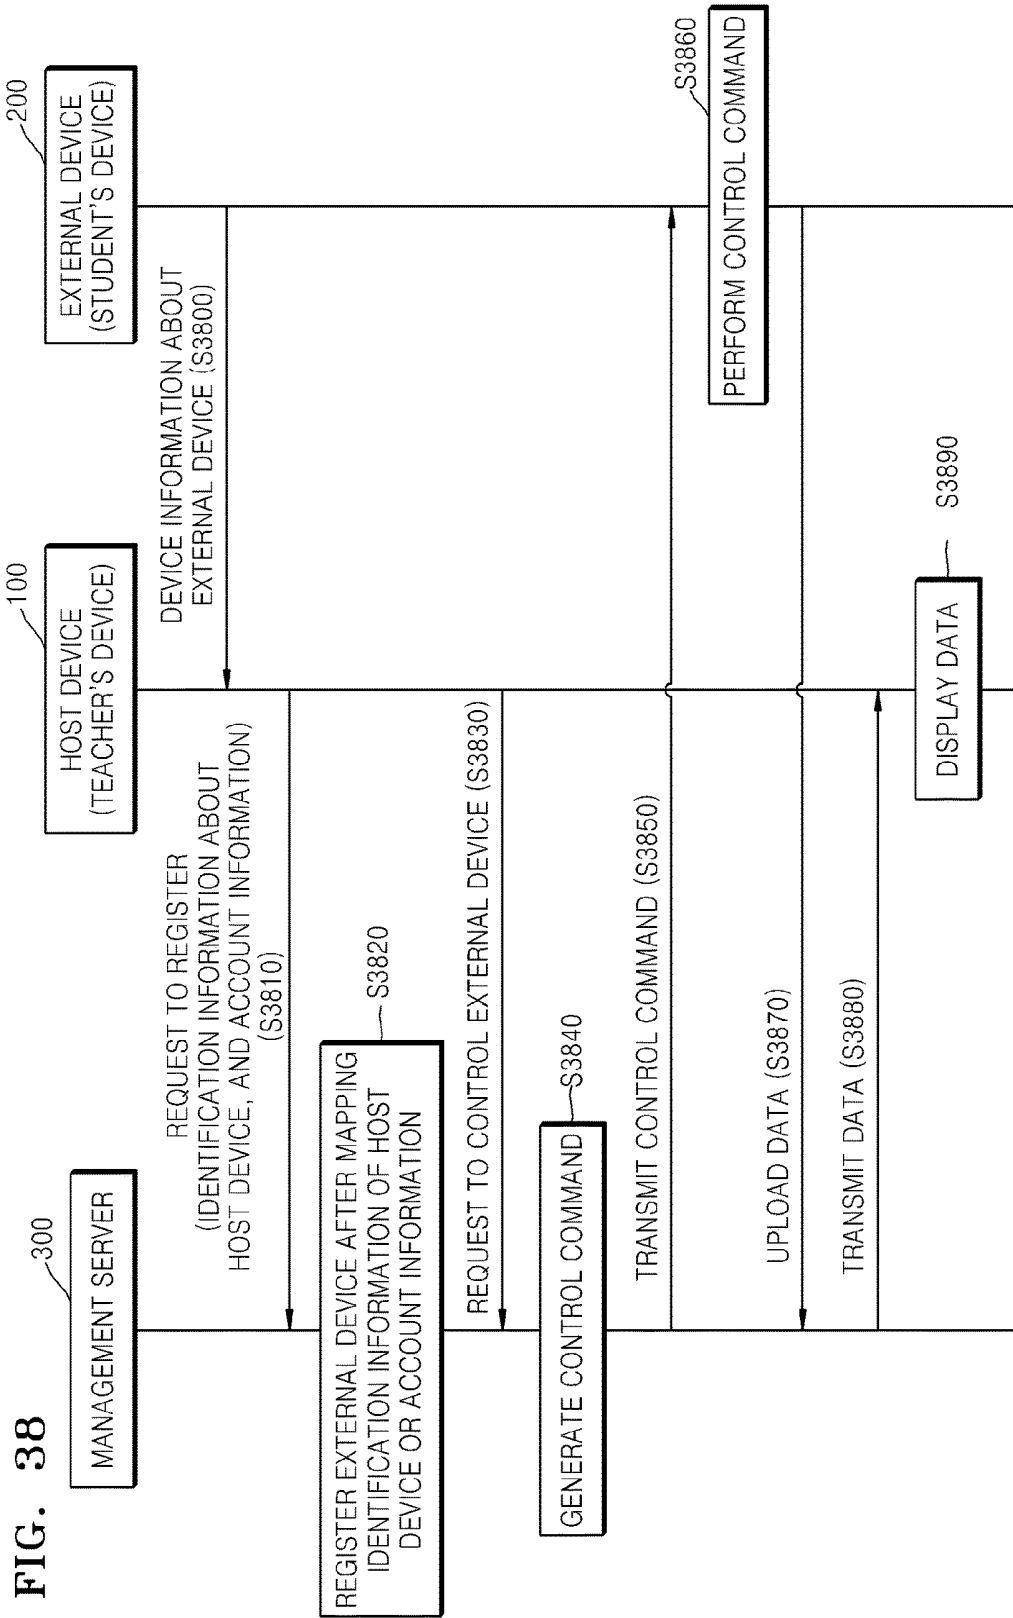 FIG. 38
300
MANAGEMENT SERVER
100
HOST DEVICE
(TEACHER'S DEVICE)
200
EXTERNAL DEVICE
(STUDENT'S DEVICE)
DEVICE INFORMATION ABOUT
EXTERNAL DEVICE (S3800)
REQUEST TO REGISTER
(IDENTIFICATION INFORMATION ABOUT
HOST DEVICE, AND ACCOUNT INFORMATION)
(S3810)
REGISTER EXTERNAL DEVICE AFTER MAPPING
IDENTIFICATION INFORMATION OF HOST
DEVICE OR ACCOUNT INFORMATION
S3820
REQUEST TO CONTROL EXTERNAL DEVICE (S3830)
GENERATE CONTROL COMMAND
S3840
TRANSMIT CONTROL COMMAND (S3850)
PERFORM CONTROL COMMAND
S3860
UPLOAD DATA (S3870)
TRANSMIT DATA (S3880)
DISPLAY DATA
S3890